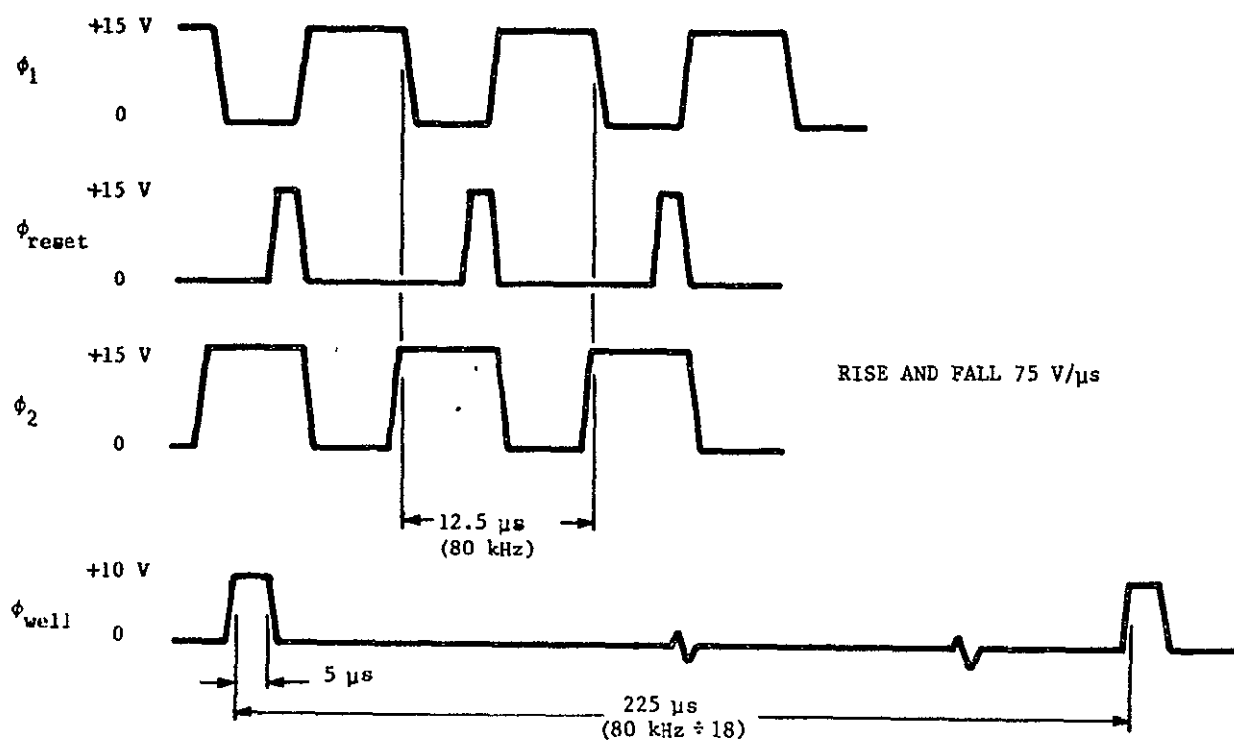 +15 V
ϕ1
0
+15 V
ϕreset
0
+15 V
RISE AND FALL 75 V/μs
ϕ2
0
12.5 μs
(80 kHz)
+10 V
ϕwell
0
5 μs
225 μs
(80 kHz ÷ 18)